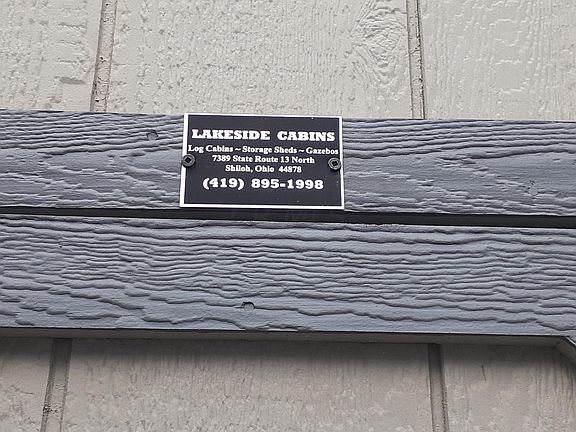 LAKESIDE CABINS
Log Cabins ~ Storage Sheds ~ Gazebos
7389 State Route 13 North
Shiloh, Ohio 44878
(419) 895-1998